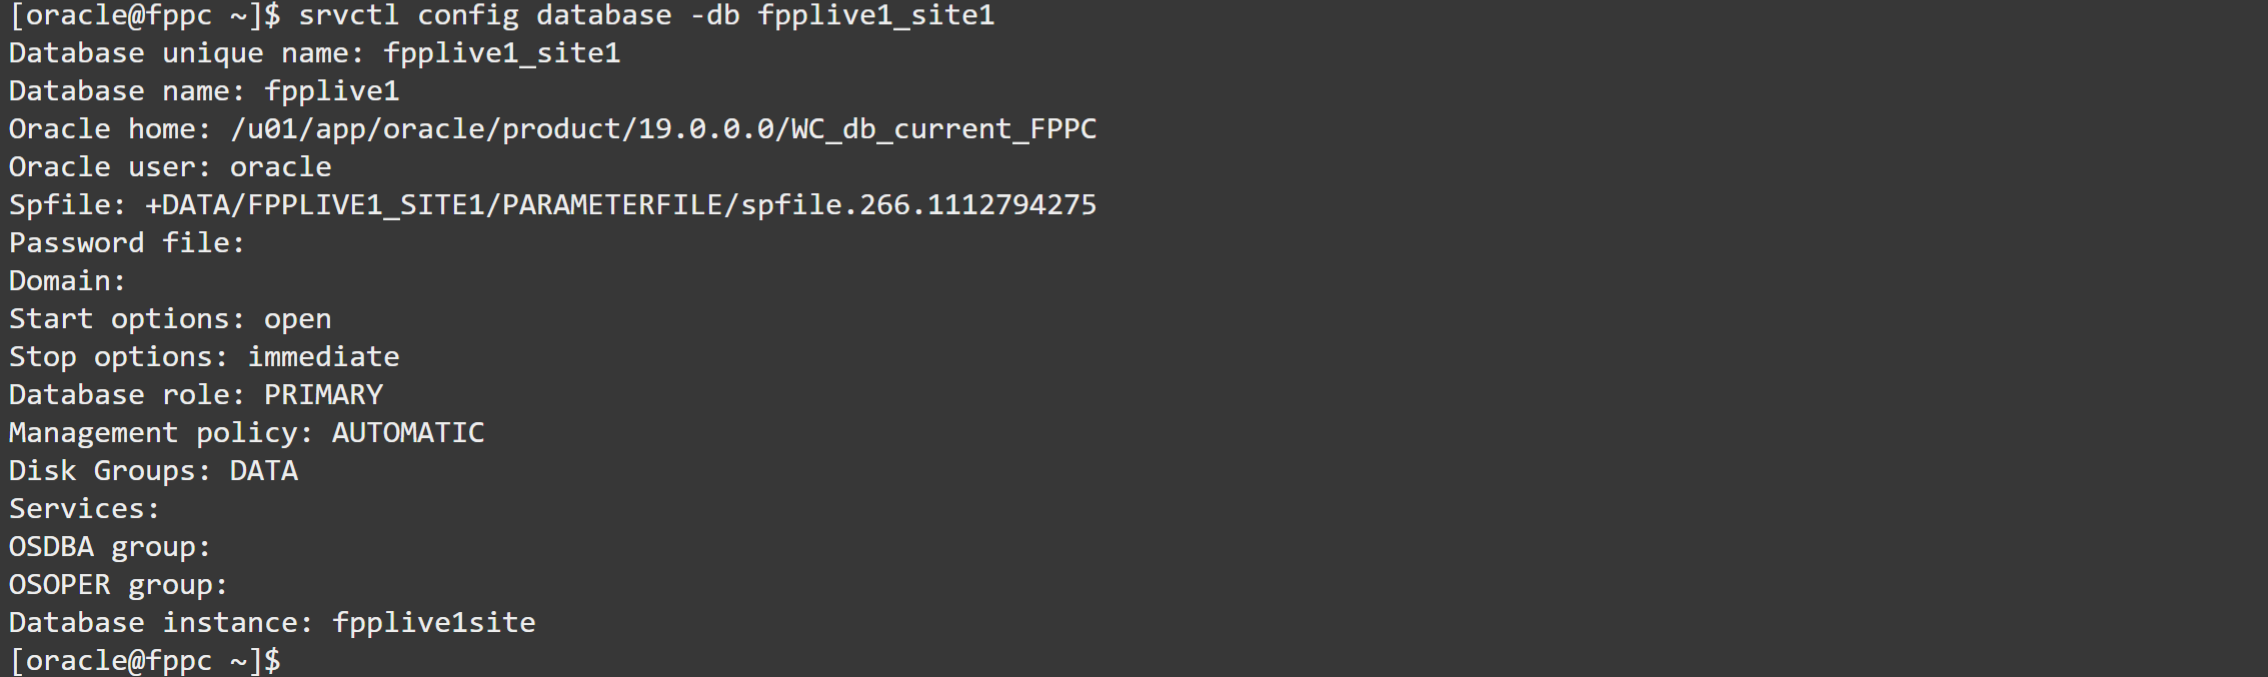 [oracle@fppc ~]$ srvctl config database -db fpplive1_site1
Database unique name: fpplive1_site1
Database name: fpplive1
Oracle home: /u01/app/oracle/product/19.0.0.0/WC_db_current_FPPC
Oracle user: oracle
Spfile: +DATA/FPPLIVE1_SITE1/PARAMETERFILE/spfile.266.1112794275
Password file:
Domain:
Start options: open
Stop options: immediate
Database role: PRIMARY
Management policy: AUTOMATIC
Disk Groups: DATA
Services:
OSDBA group:
OSOPER group:
Database instance: fpplive1site
[oracle@fppc ~]$